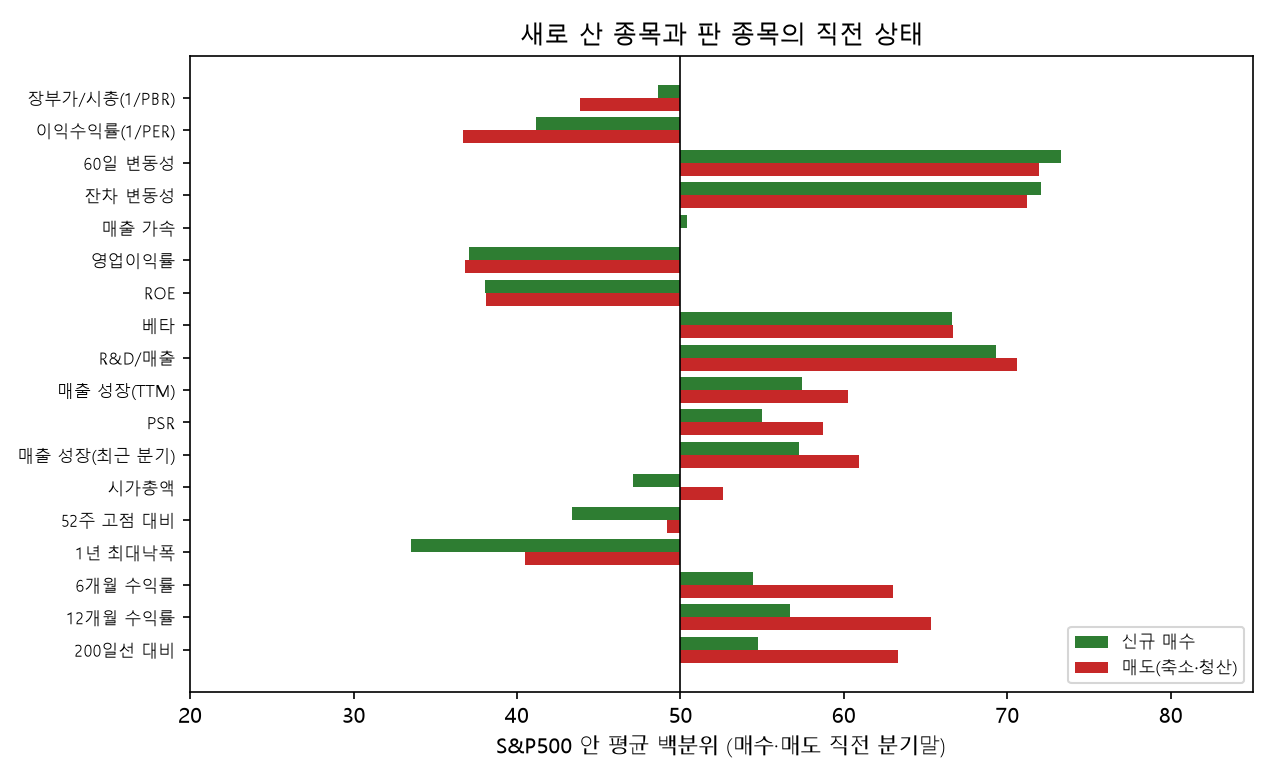 새로 산 종목과 판 종목의 직전 상태
장부가/시총(1/PBR)
이익수익률(1/PER)
60일 변동성
잔차 변동성
매출 가속
영업이익률
ROE
베타
R&D/매출
매출 성장(TTM)
PSR
매출 성장(최근 분기)
시가총액
52주 고점 대비
1년 최대낙폭
6개월 수익률
12개월 수익률
200일선 대비
신규 매수
매도(축소·청산)
20 30 40 50 60 70 80
S&P500 안 평균 백분위 (매수·매도 직전 분기말)